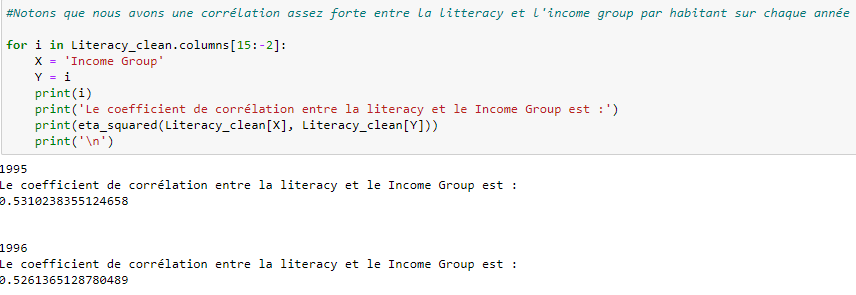 #Notons que nous avons une corrélation assez forte entre la litteracy et l'income group par habitant sur chaque année
for i in Literacy_clean.columns[15:-2]:
X = 'Income Group'
Y = i
print(i)
print('Le coefficient de corrélation entre la literacy et le Income Group est :')
print(eta_squared(Literacy_clean[X], Literacy_clean[Y]))
print('\n')
1995
Le coefficient de corrélation entre la literacy et le Income Group est :
0.5310238355124658
1996
Le coefficient de corrélation entre la literacy et le Income Group est :
0.5261365128780489